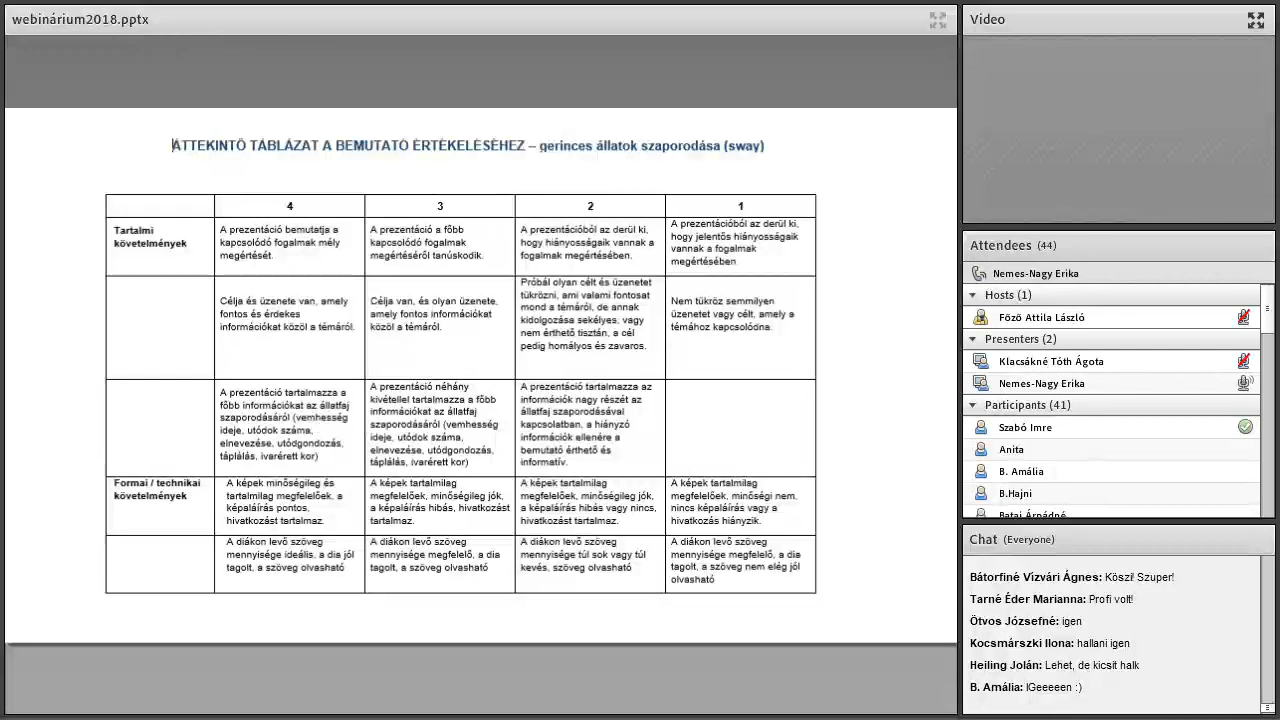 webinárium2018.pptx
ÁTTEKINTŐ TÁBLÁZAT A BEMUTATÓ ÉRTÉKELÉSÉHEZ – gerinces állatok szaporodása (sway)
4
3
2
1
Tartalmi
követelmények
A prezentáció bemutatja a
kapcsolódó fogalmak mély
megértését.
A prezentáció a főbb
kapcsolódó fogalmak
megértéséről tanúskodik.
A prezentációból az derül ki,
hogy hiányosságaik vannak a
fogalmak megértésében.
A prezentációból az derül ki,
hogy jelentős hiányosságaik
vannak a fogalmak
megértésében
Célja és üzenete van, amely
fontos és érdekes
információkat közöl a témáról.
Célja van, és olyan üzenete,
amely fontos információkat
közöl a témáról.
Próbál olyan célt és üzenetet
tükrözni, ami valami fontosat
mond a témáról, de annak
kidolgozása sekélyes, vagy
nem érthető tisztán, a cél
pedig homályos és zavaros.
Nem tükröz semmilyen
üzenetet vagy célt, amely a
témához kapcsolódna.
A prezentáció tartalmazza a
főbb információkat az állatfaj
szaporodásáról (vemhesség
ideje, utódok száma,
elnevezése, utódgondozás,
táplálás, ivarérett kor)
A prezentáció néhány
kivétellel tartalmazza a főbb
információkat az állatfaj
szaporodásáról (vemhesség
ideje, utódok száma,
elnevezése, utódgondozás,
táplálás, ivarérett kor)
A prezentáció tartalmazza az
információk nagy részét az
állatfaj szaporodásával
kapcsolatban, a hiányzó
információk ellenére a
bemutató érthető és
informatív.
Formai / technikai
követelmények
A képek minőségileg és
tartalmilag megfelelőek, a
képaláírás pontos,
hivatkozást tartalmaz.
A képek tartalmilag
megfelelőek, minőségileg jók,
a képaláírás hibás, hivatkozást
tartalmaz.
A képek tartalmilag
megfelelőek, minőségileg jók,
a képaláírás hibás vagy nincs,
hivatkozást tartalmaz.
A képek tartalmilag
megfelelőek, minőségi nem,
nincs képaláírás vagy a
hivatkozás hiányzik.
A diákon levő szöveg
mennyisége ideális, a dia jól
tagolt, a szöveg olvasható
A diákon levő szöveg
mennyisége megfelelő, a dia
tagolt, a szöveg olvasható
A diákon levő szöveg
mennyisége túl sok vagy túl
kevés, szöveg olvasható
A diákon levő szöveg
mennyisége megfelelő, a dia
tagolt, a szöveg nem elég jól
olvasható
Video
Attendees (44)
Nemes-Nagy Erika
Hosts (1)
Főző Attila László
Presenters (2)
Klacsákné Tóth Ágota
Nemes-Nagy Erika
Participants (41)
Szabó Imre
Anita
B. Amália
B.Hajni
Batai Árpádné
Chat (Everyone)
Bátorfiné Vízvári Ágnes: Köszi! Szuper!
Tarné Éder Marianna: Profi volt!
Ötvos Józsefné: igen
Kocsmárszki Ilona: hallani igen
Heiling Jolán: Lehet, de kicsit halk
B. Amália: IGeeeeen :)